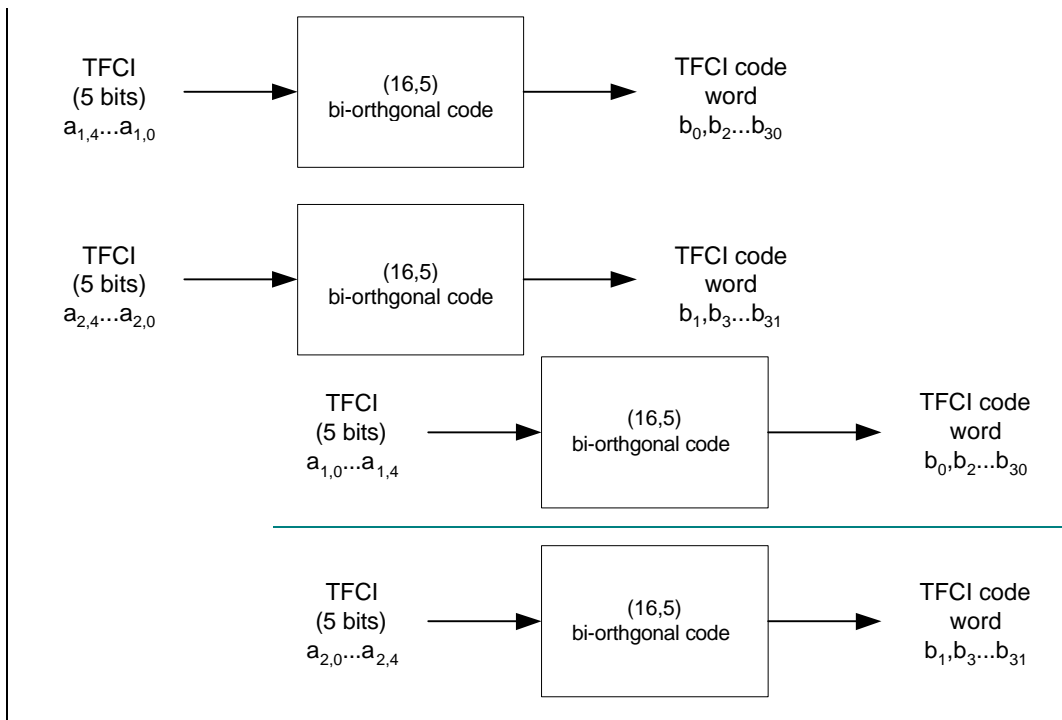 TFCI
(5 bits)
a1,4...a1,0
(16,5)
bi-orthgonal code
TFCI code
word
b0,b2...b30
TFCI
(5 bits)
a2,4...a2,0
(16,5)
bi-orthgonal code
TFCI code
word
b1,b3...b31
TFCI
(5 bits)
a1,0...a1,4
(16,5)
bi-orthgonal code
TFCI code
word
b0,b2...b30
TFCI
(5 bits)
a2,0...a2,4
(16,5)
bi-orthgonal code
TFCI code
word
b1,b3...b31